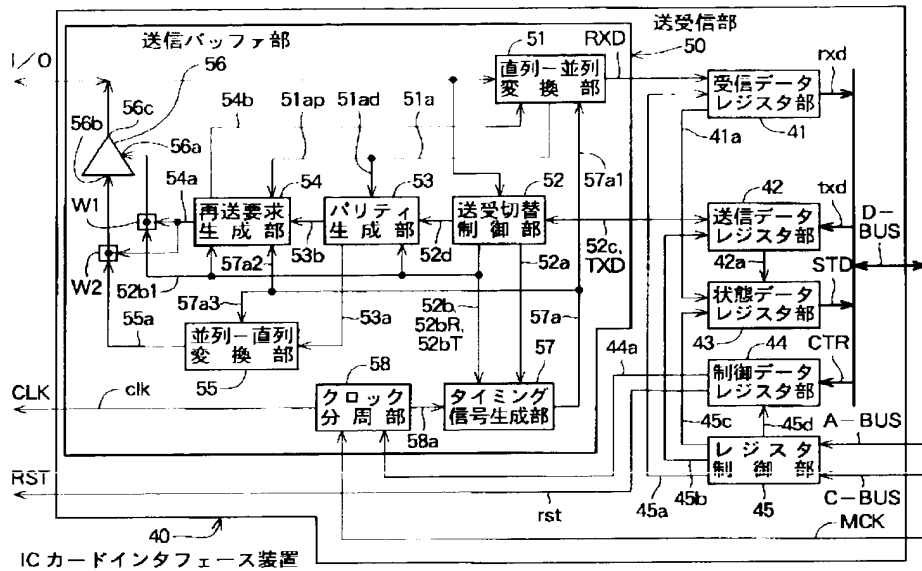 送信バッファ部
送受信部
50
I/O
56
54b
51ap
51ad
51a
51
RXD
直列－並列
変換部
rxd
受信データ
レジスタ部
41
41a
56c
56b
56a
54a
54
再送要求
生成部
53
パリティ
生成部
52
送受切替
制御部
57a1
42
送信データ
レジスタ部
txd
D－
BUS
W1
W2
57a2
53b
52d
52a
52c,
TXD
42a
STD
52b1
57a3
55a
並列－直列
変換部
55
53a
52b,
52bR,
52bT
57a
57
状態データ
レジスタ部
43
44
44a
制御データ
レジスタ部
CTR
CLK
clk
58
クロック
分周部
58a
タイミング
信号生成部
45c
45d
A－BUS
RST
レジスタ
制御部
45
45b
45a
C－BUS
rst
MCK
40
ICカードインタフェース装置